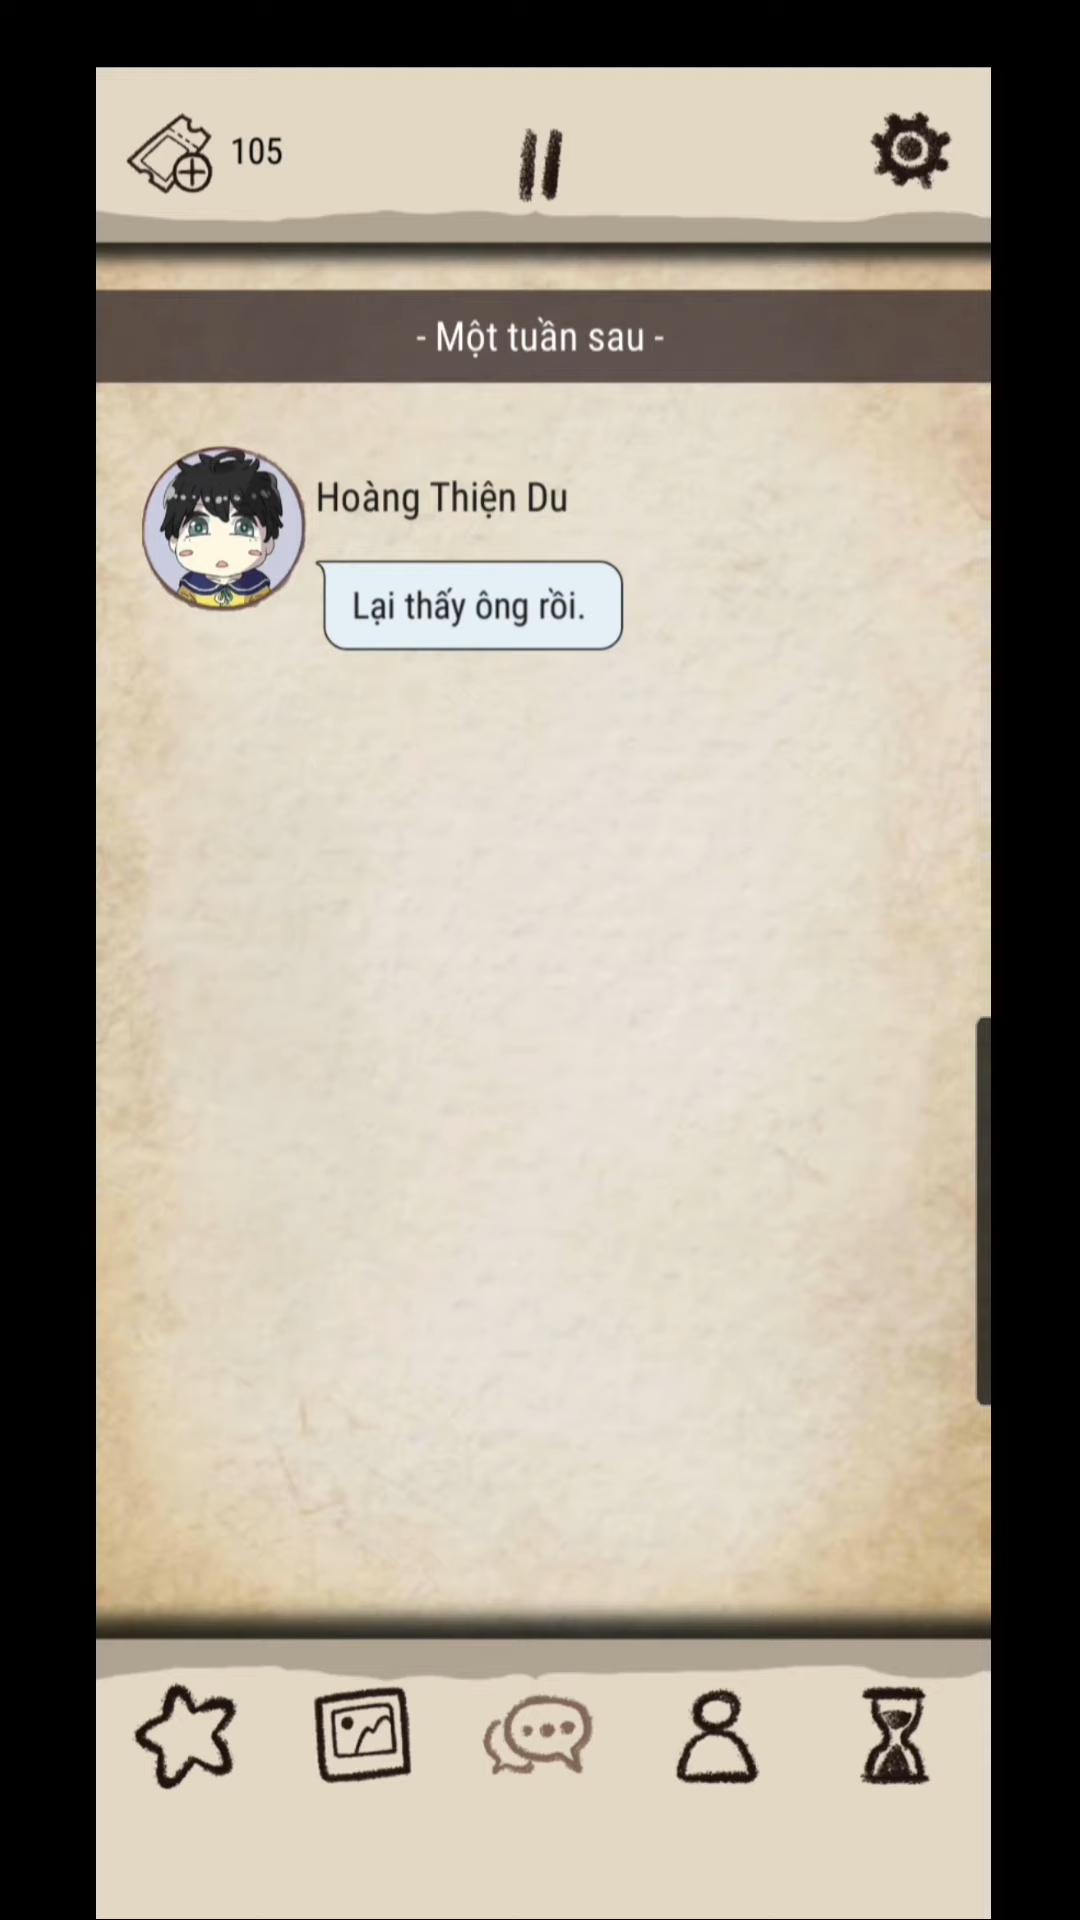 105
- Một tuần sau -
Hoàng Thiện Du
Lại thấy ông rồi.